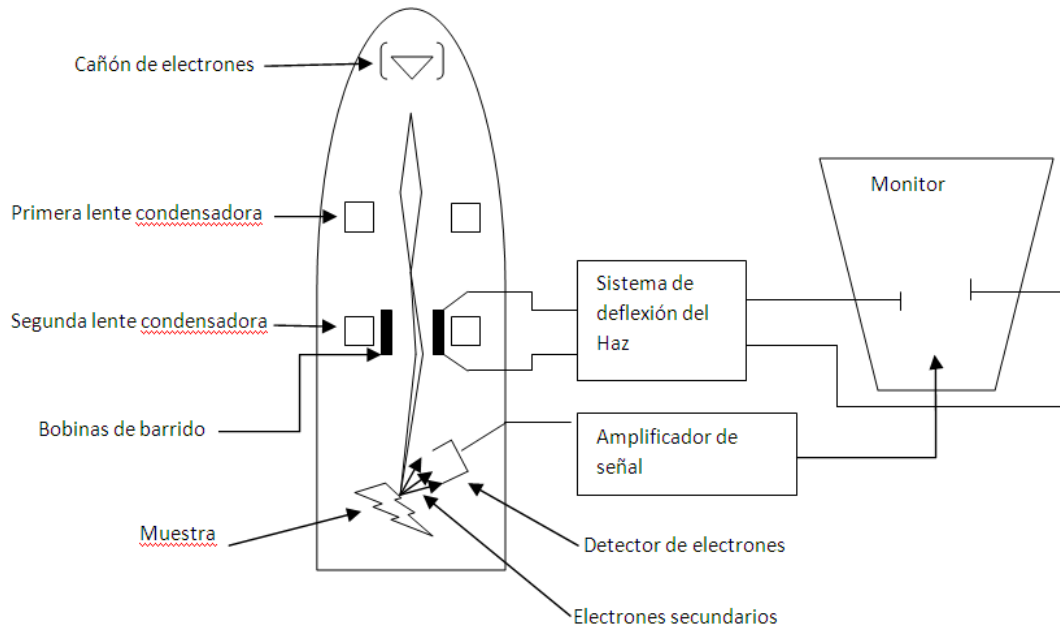 Cañón de electrones
Monitor
Primera lente condensadora
Sistema de
deflexión del
Haz
Segunda lente condensadora
Bobinas de barrido
Amplificador de
señal
Muestra
Detector de electrones
Electrones secundarios